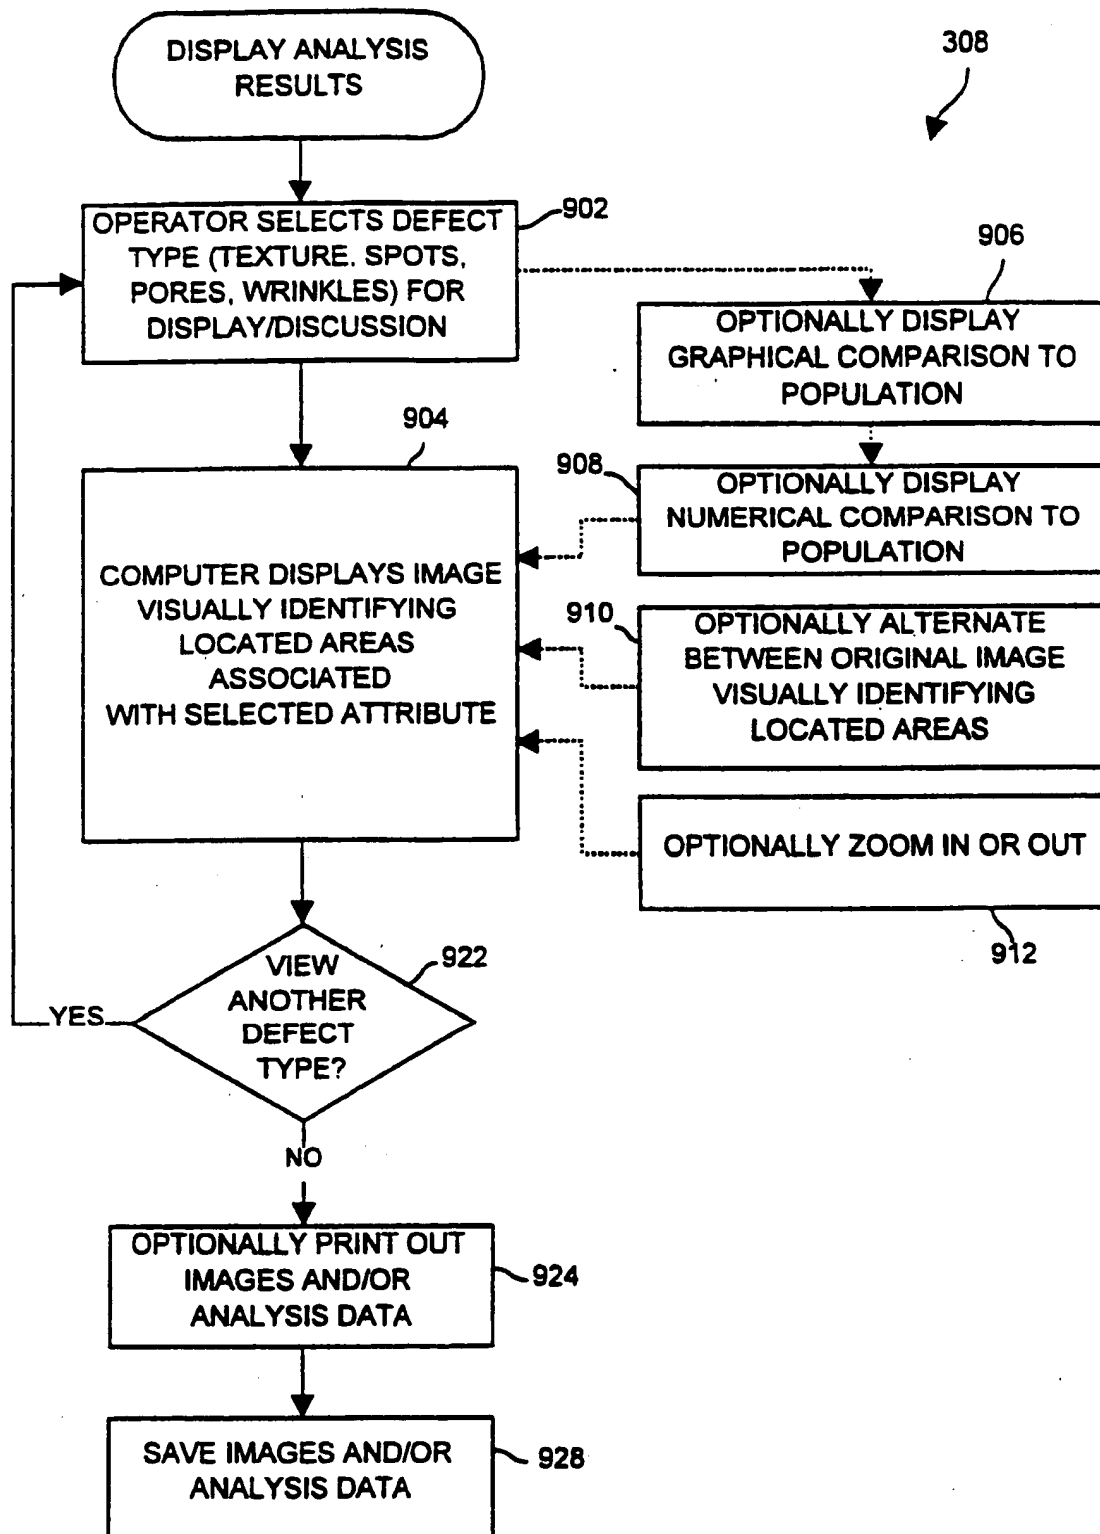 DISPLAY ANALYSIS
RESULTS
308
OPERATOR SELECTS DEFECT
TYPE (TEXTURE. SPOTS,
PORES, WRINKLES) FOR
DISPLAY/DISCUSSION
902
906
OPTIONALLY DISPLAY
GRAPHICAL COMPARISON TO
POPULATION
904
908
OPTIONALLY DISPLAY
NUMERICAL COMPARISON TO
POPULATION
COMPUTER DISPLAYS IMAGE
VISUALLY IDENTIFYING
LOCATED AREAS
ASSOCIATED
WITH SELECTED ATTRIBUTE
910
OPTIONALLY ALTERNATE
BETWEEN ORIGINAL IMAGE
VISUALLY IDENTIFYING
LOCATED AREAS
OPTIONALLY ZOOM IN OR OUT
912
VIEW
ANOTHER
DEFECT
TYPE?
922
YES
NO
OPTIONALLY PRINT OUT
IMAGES AND/OR
ANALYSIS DATA
924
SAVE IMAGES AND/OR
ANALYSIS DATA
928